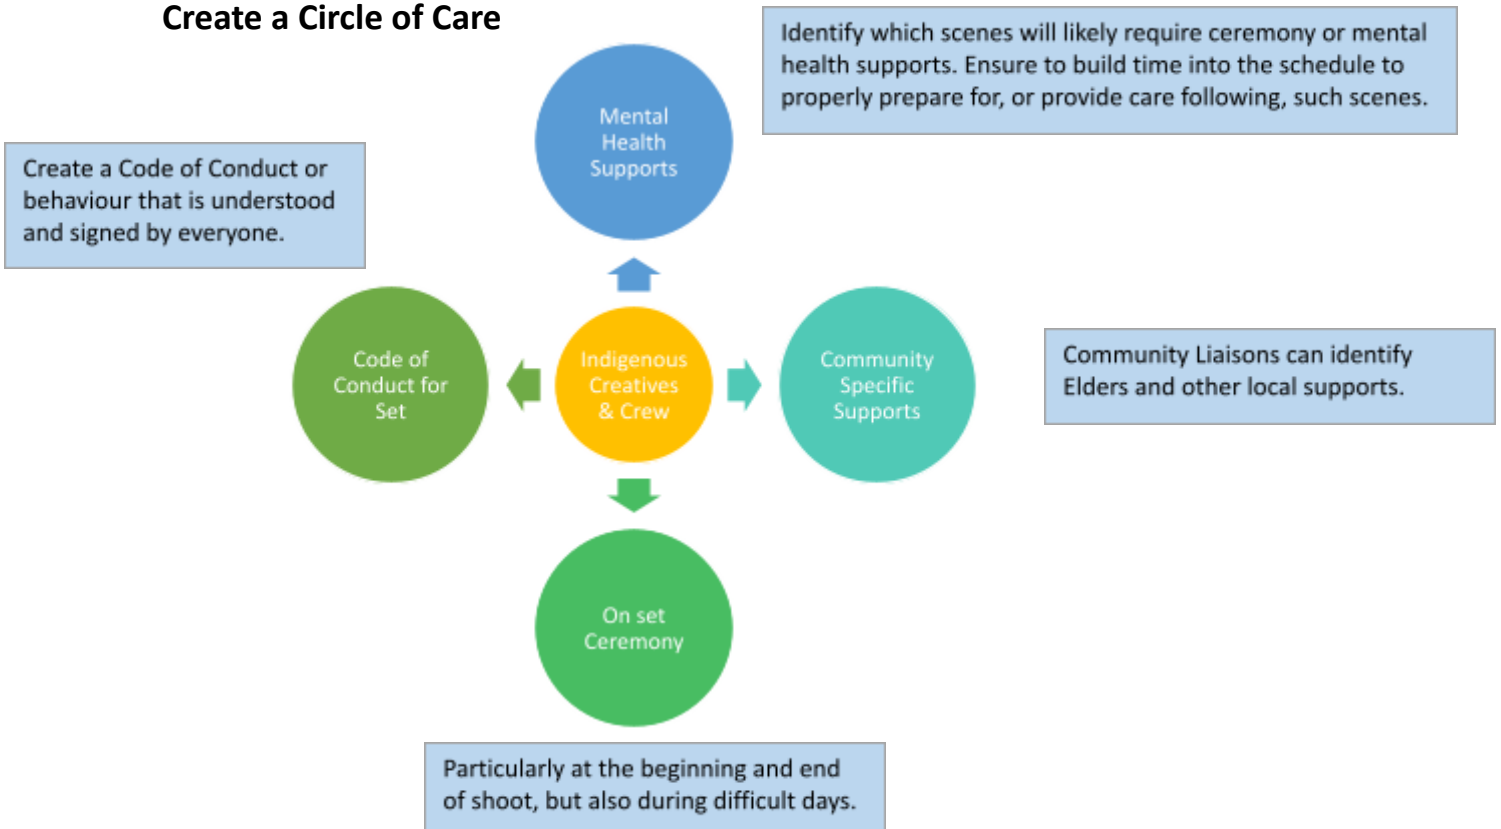 Create a Circle of Care
Identify which scenes will likely require ceremony or mental
health supports. Ensure to build time into the schedule to
properly prepare for, or provide care following, such scenes.
Mental
Health
Supports
Create a Code of Conduct or
behaviour that is understood
and signed by everyone.
Code of
Conduct for
Set
Indigenous
Creatives
& Crew
Community
Specific
Supports
Community Liaisons can identify
Elders and other local supports.
On set
Ceremony
Particularly at the beginning and end
of shoot, but also during difficult days.